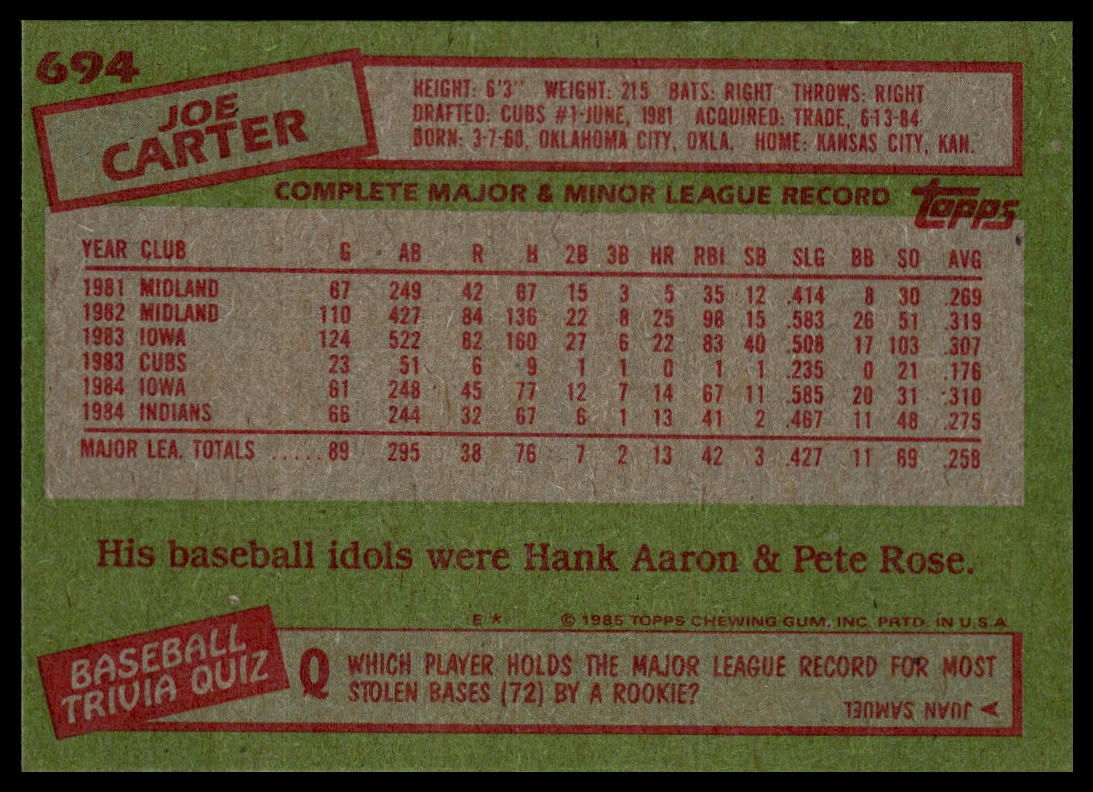 694
JOE
CARTER
HEIGHT: 6'3" WEIGHT: 215 BATS: RIGHT THROWS: RIGHT
DRAFTED: CUBS #1-JUNE, 1981 ACQUIRED: TRADE, 6-13-84
BORN: 3-7-60, OKLAHOMA CITY, OKLA. HOME: KANSAS CITY, KAN.
COMPLETE MAJOR & MINOR LEAGUE RECORD topps
YEAR CLUB G AB R H 2B 3B HR RBI SB SLG BB SO AVG
1981 MIDLAND 67 249 42 67 15 3 5 35 12 .414 8 30 .269
1982 MIDLAND 110 427 84 136 22 8 25 98 15 .583 26 51 .319
1983 IOWA 124 522 82 160 27 6 22 83 40 .508 17 103 .307
1983 CUBS 23 51 6 9 1 1 0 1 1 .235 0 21 .176
1984 IOWA 61 248 45 77 12 7 14 67 11 .585 20 31 .310
1984 INDIANS 66 244 32 67 6 1 13 41 2 .467 11 48 .275
MAJOR LEA. TOTALS .....89 295 38 76 7 2 13 42 3 .427 11 69 .258
His baseball idols were Hank Aaron & Pete Rose.
E * © 1985 TOPPS CHEWING GUM, INC. PRTD. IN U.S.A.
BASEBALL
TRIVIA QUIZ
Q WHICH PLAYER HOLDS THE MAJOR LEAGUE RECORD FOR MOST
STOLEN BASES (72) BY A ROOKIE?
A JUAN SAMUEL